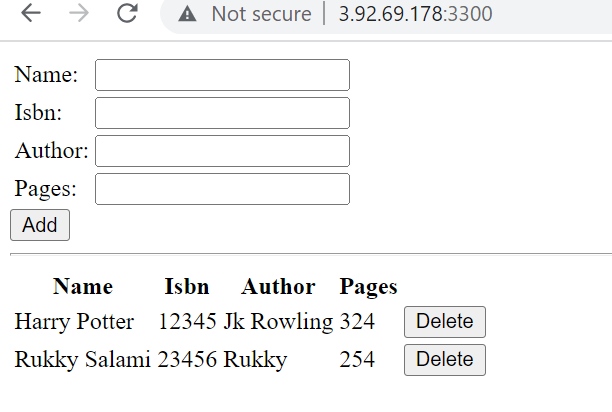 Not secure | 3.92.69.178:3300
Name:
Isbn:
Author:
Pages:
Add
Name Isbn Author Pages
Harry Potter 12345 Jk Rowling 324 Delete
Rukky Salami 23456 Rukky 254 Delete